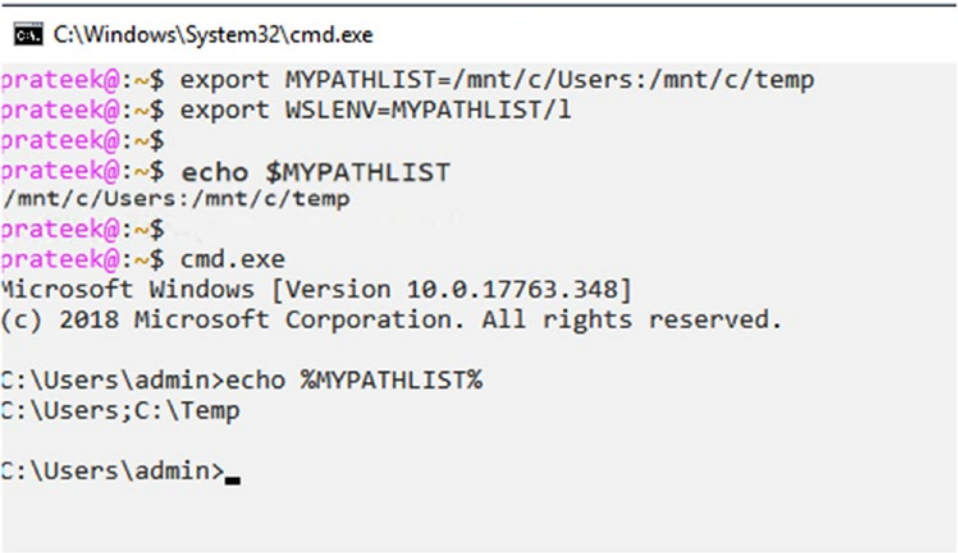 C:\Windows\System32\cmd.exe
prateek@:~$ export MYPATHLIST=/mnt/c/Users:/mnt/c/temp
prateek@:~$ export WSLENV=MYPATHLIST/l
prateek@:~$
prateek@:~$ echo $MYPATHLIST
/mnt/c/Users:/mnt/c/temp
prateek@:~$
prateek@:~$ cmd.exe
Microsoft Windows [Version 10.0.17763.348]
(c) 2018 Microsoft Corporation. All rights reserved.
C:\Users\admin>echo %MYPATHLIST%
C:\Users;C:\Temp
C:\Users\admin>